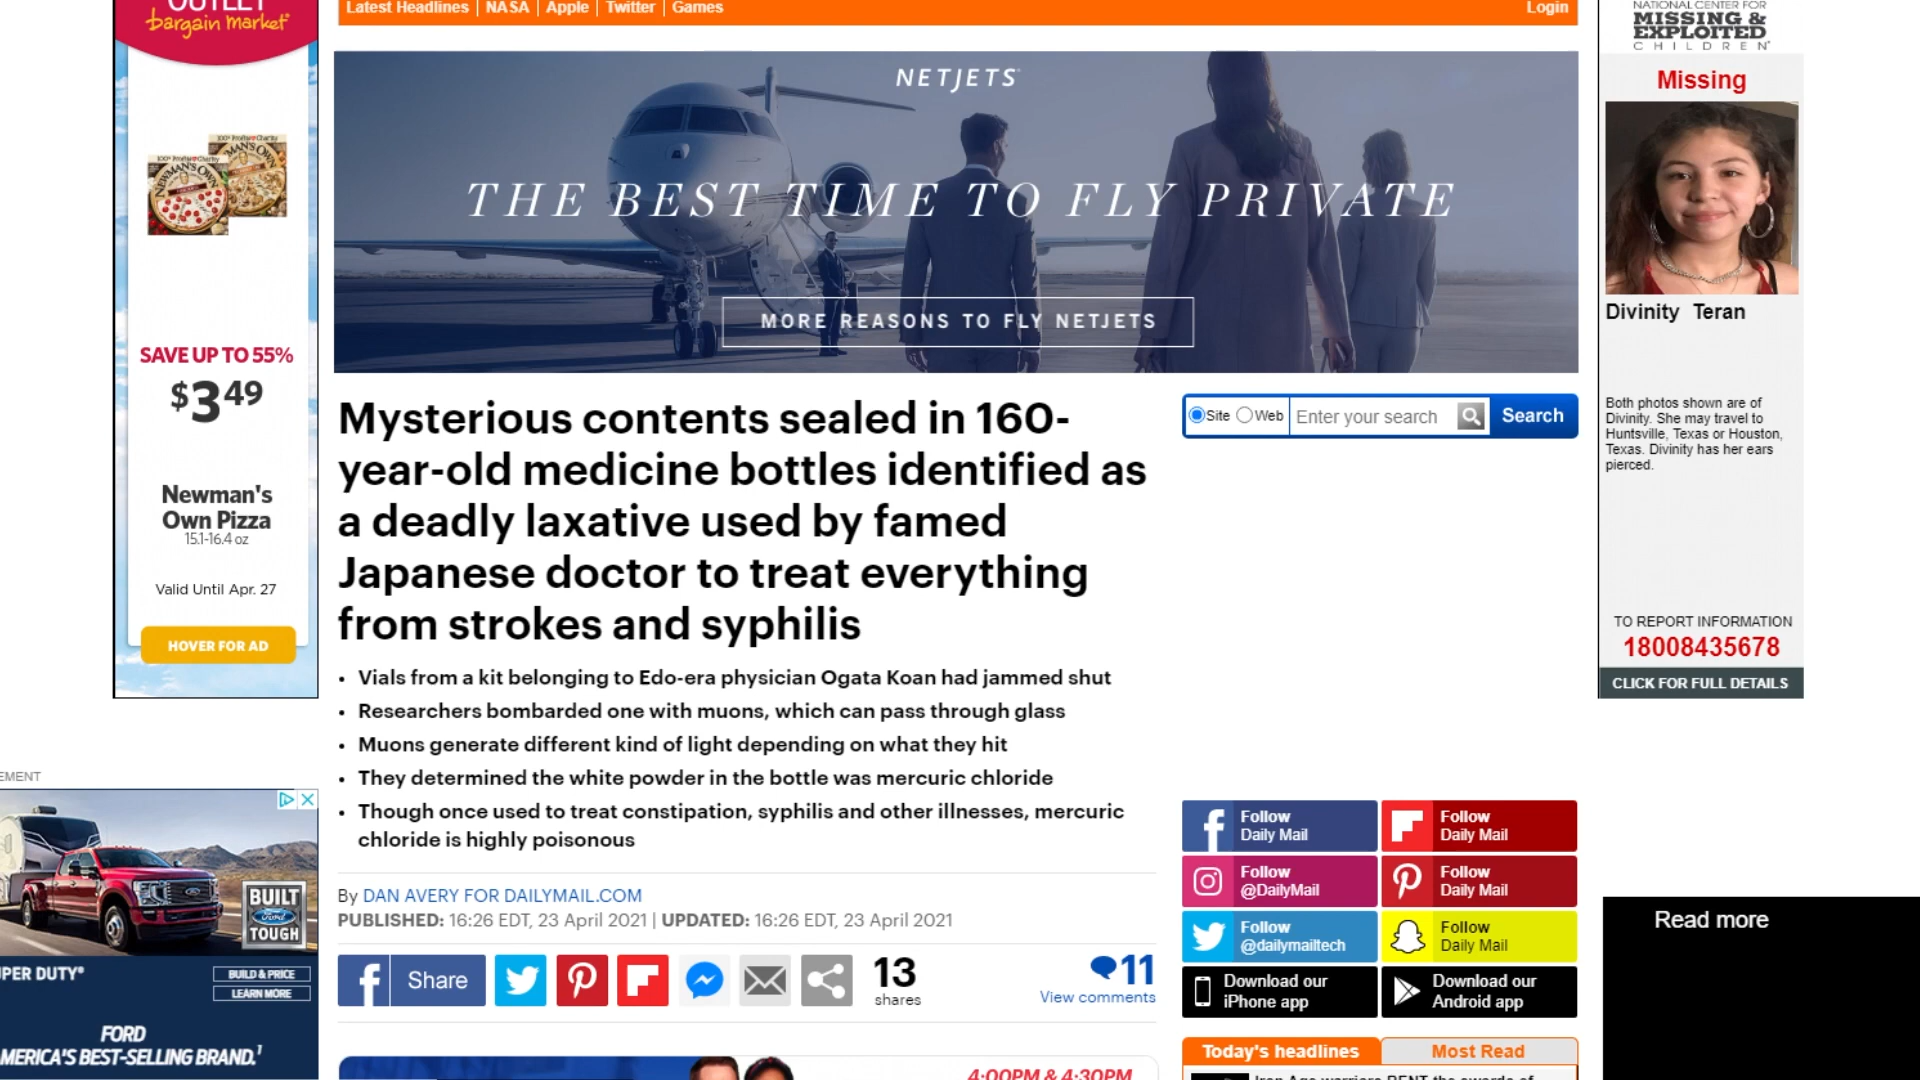 OUTLET
bargain market
SAVE UP TO 55%
$3 49
Newman's
Own Pizza
15.1-16.4 oz
Valid Until Apr. 27
HOVER FOR AD
EMENT
BUILT
Ford
TOUGH
UPER DUTY®
BUILD & PRICE
LEARN MORE
FORD
MERICA'S BEST-SELLING BRAND.¹
Latest Headlines | NASA | Apple | Twitter | Games
Login
NETJETS
THE BEST TIME TO FLY PRIVATE
MORE REASONS TO FLY NETJETS
Mysterious contents sealed in 160-
year-old medicine bottles identified as
a deadly laxative used by famed
Japanese doctor to treat everything
from strokes and syphilis
• Vials from a kit belonging to Edo-era physician Ogata Koan had jammed shut
• Researchers bombarded one with muons, which can pass through glass
• Muons generate different kind of light depending on what they hit
• They determined the white powder in the bottle was mercuric chloride
• Though once used to treat constipation, syphilis and other illnesses, mercuric
chloride is highly poisonous
By DAN AVERY FOR DAILYMAIL.COM
PUBLISHED: 16:26 EDT, 23 April 2021 | UPDATED: 16:26 EDT, 23 April 2021
Share
13
shares
11
View comments
4:00PM & 4:30PM
Site Web Enter your search Search
Follow
Daily Mail
Follow
Daily Mail
Follow
@DailyMail
Follow
Daily Mail
Follow
@dailymailtech
Follow
Daily Mail
Download our
iPhone app
Download our
Android app
Today's headlines
Most Read
NATIONAL CENTER FOR
MISSING &
EXPLOITED
CHILDREN
Missing
Divinity Teran
Both photos shown are of
Divinity. She may travel to
Huntsville, Texas or Houston,
Texas. Divinity has her ears
pierced.
TO REPORT INFORMATION
18008435678
CLICK FOR FULL DETAILS
Read more